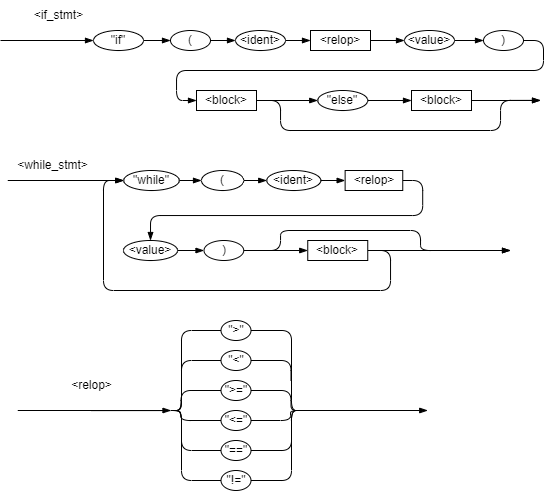 <if_stmt>
"if" ( <ident> <relop> <value> )
<block> "else" <block>
<while_stmt>
"while" ( <ident> <relop>
<value> ) <block>
">"
"<"
<relop> ">="
"<="
"=="
"!="